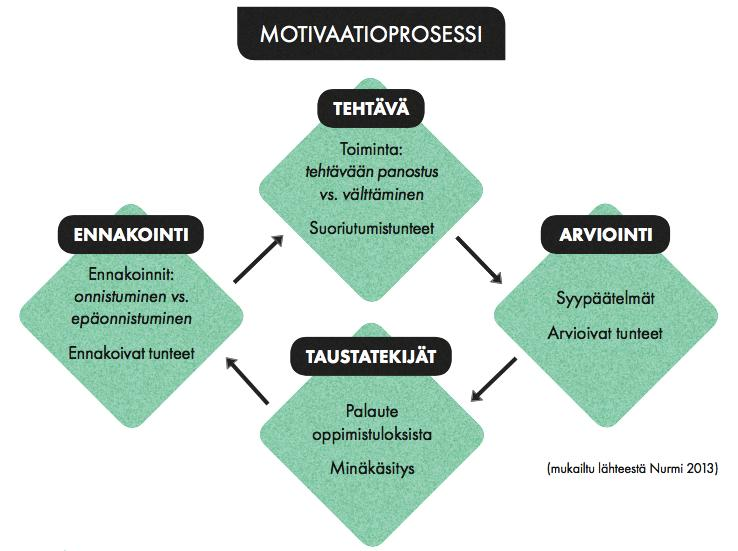 MOTIVAATIOPROSESSI
TEHTÄVÄ
Toiminta:
tehtävään panostus
vs. välttäminen
Suoriutumistunteet
ENNAKOINTI
Ennakoinnit:
onnistuminen vs.
epäonnistuminen
Ennakoivat tunteet
ARVIOINTI
Syypäätelmät
Arvioivat tunteet
TAUSTATEKIJÄT
Palaute
oppimistuloksista
Minäkäsitys
(mukailtu lähteestä Nurmi 2013)